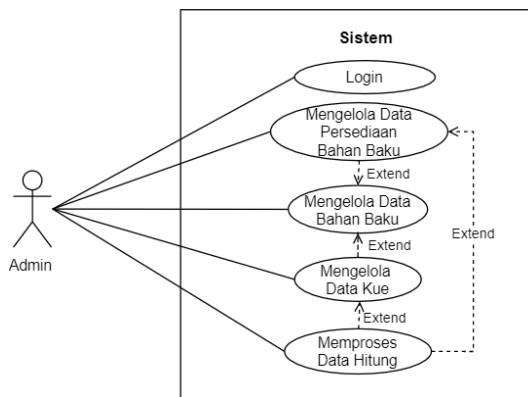 Sistem
Login
Mengelola Data
Persediaan
Bahan Baku
Extend
Mengelola Data
Bahan Baku
Extend
Extend
Admin
Mengelola
Data Kue
Extend
Memproses
Data Hitung